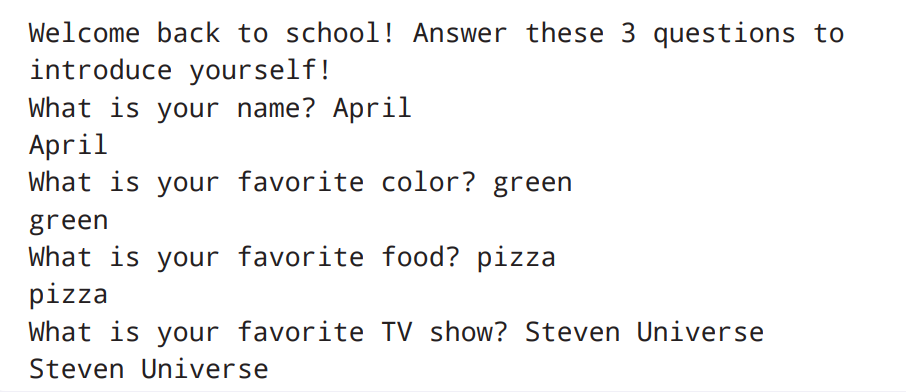 Welcome back to school! Answer these 3 questions to
introduce yourself!
What is your name? April
April
What is your favorite color? green
green
What is your favorite food? pizza
pizza
What is your favorite TV show? Steven Universe
Steven Universe